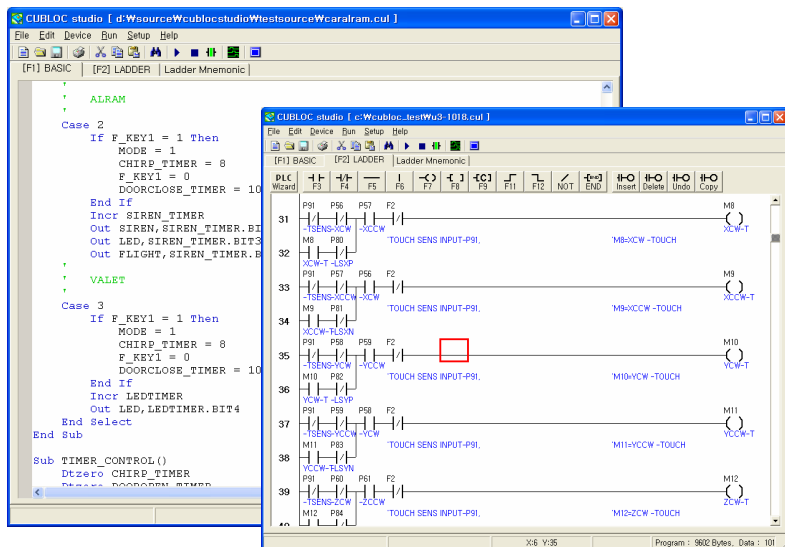 CUBLOC studio [ d:₩source₩cublocstudio₩testsource₩caralram.cul ]
File Edit Device Run Setup Help
[F1] BASIC [F2] LADDER Ladder Mnemonic
'
' ALRAM
'
Case 2
If F_KEY1 = 1 Then
MODE = 1
CHIRP_TIMER = 8
F_KEY1 = 0
DOORCLOSE_TIMER = 10
End If
Incr SIREN_TIMER
Out SIREN,SIREN_TIMER.BI
Out LED,SIREN_TIMER.BIT3
Out FLIGHT,SIREN_TIMER.B
'
' VALET
'
Case 3
If F_KEY1 = 1 Then
MODE = 1
CHIRP_TIMER = 8
F_KEY1 = 0
DOORCLOSE_TIMER = 10
End If
Incr LEDTIMER
Out LED,LEDTIMER.BIT4
End Select
End Sub
Sub TIMER_CONTROL()
Dtzero CHIRP_TIMER
Dtzero DOOROPEN_TIMER
CUBLOC studio [ c:₩cubloc_test₩u3-1018.cul ]
File Edit Device Run Setup Help
[F1] BASIC [F2] LADDER Ladder Mnemonic
PLC Wizard F3 F4 F5 F6 F7 F8 F9 F11 F12 NOT END Insert Delete Undo Copy
P91 P56 P57 F2 M8
31
-TSENS-XCW -XCCW XCW-T
M8 P80 'TOUCH SENS INPUT-P91, 'M8=XCW -TOUCH
32
XCW-T -LSXP
P91 P57 P56 F2 M9
33
-TSENS-XCCW -XCW XCCW-T
M9 P81 'TOUCH SENS INPUT-P91, 'M9=XCCW -TOUCH
34
XCCW-T-LSXN
P91 P58 P59 F2 M10
35
-TSENS-YCW -YCCW YCW-T
M10 P82 'TOUCH SENS INPUT-P91, 'M10=YCW -TOUCH
36
YCW-T -LSYP
P91 P59 P58 F2 M11
37
-TSENS-YCCW -YCW YCCW-T
M11 P83 'TOUCH SENS INPUT-P91, 'M11=YCCW -TOUCH
38
YCCW-T-LSYN
P91 P60 P61 F2 M12
39
-TSENS-ZCW -ZCCW ZCW-T
M12 P84 'TOUCH SENS INPUT-P91, 'M12=ZCW -TOUCH
40
X:6 Y:35 Program : 9602 Bytes, Data : 101